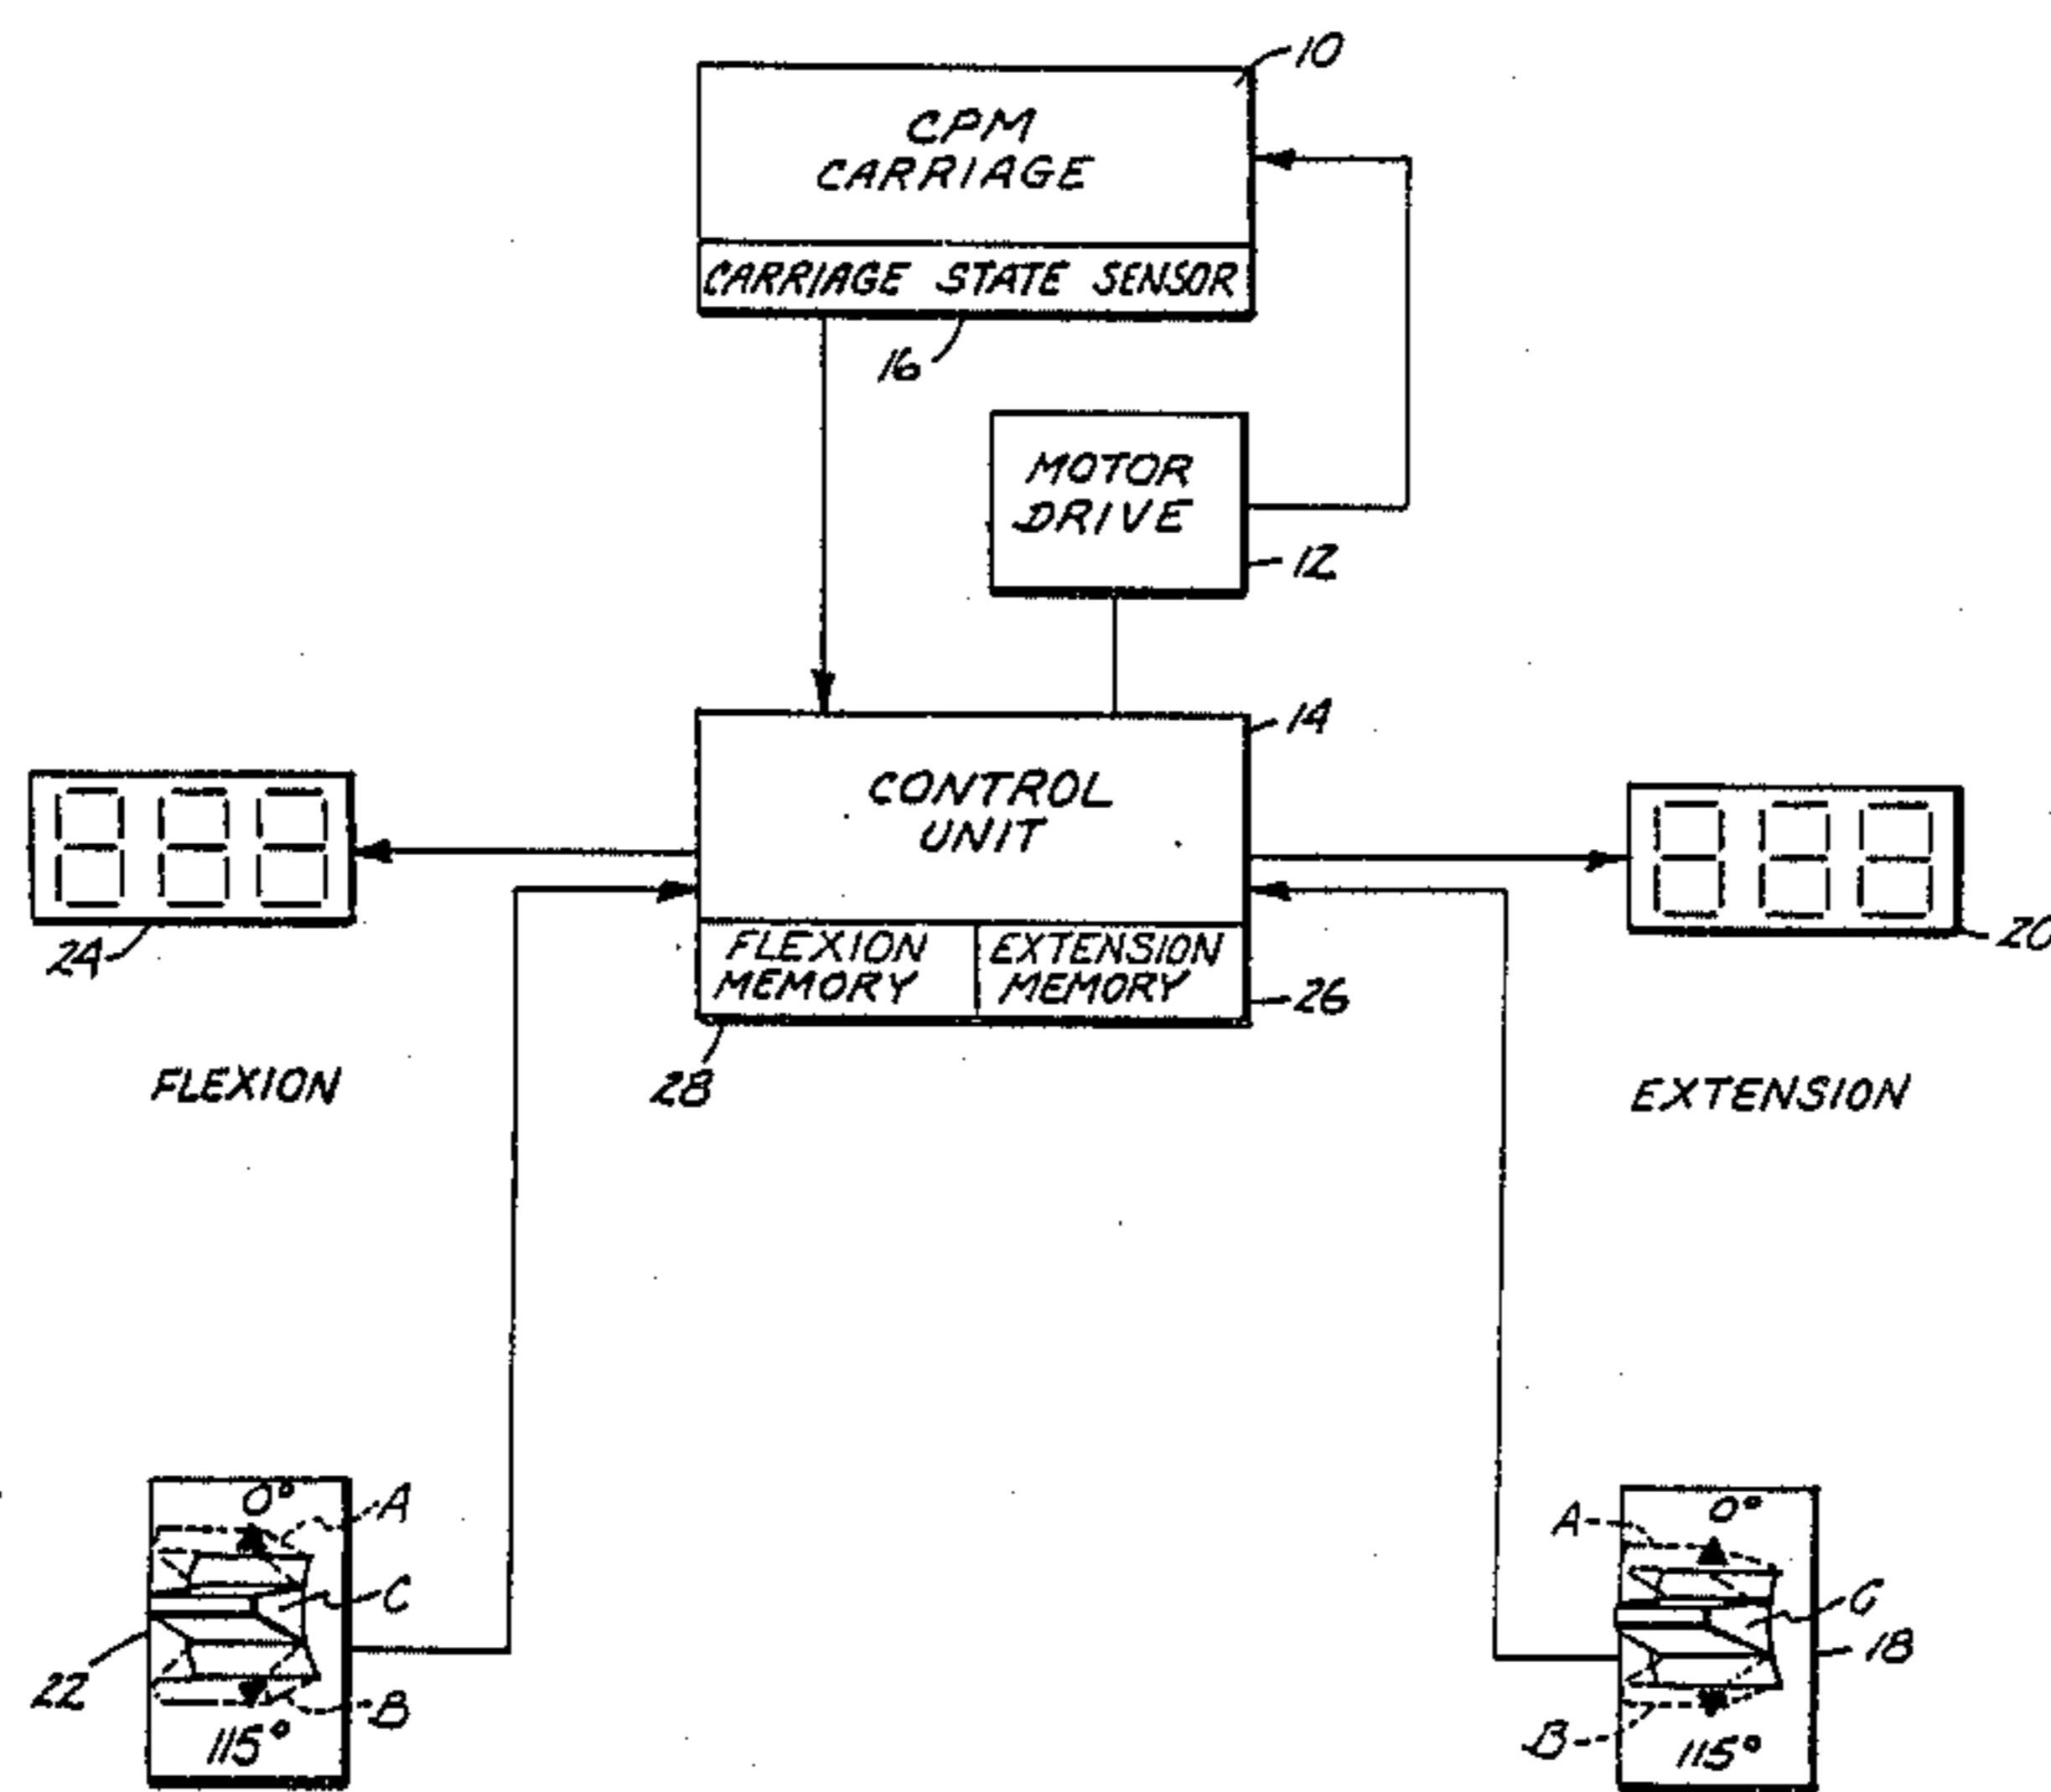 10
CPM
CARRIAGE
CARRIAGE STATE SENSOR
16
MOTOR
DRIVE
12
14
CONTROL
UNIT
24
20
FLEXION
MEMORY
EXTENSION
MEMORY
26
28
FLEXION
EXTENSION
0°
A
C
22
B
115°
0°
A
C
18
B
115°